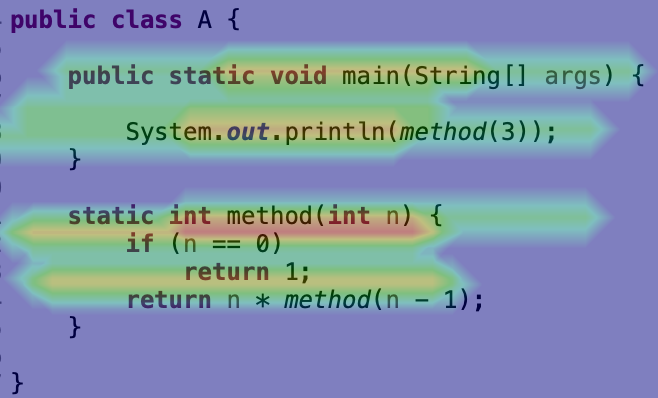 public class A {
public static void main(String[] args) {
System.out.println(method(3));
}
static int method(int n) {
if (n == 0)
return 1;
return n * method(n - 1);
}
}